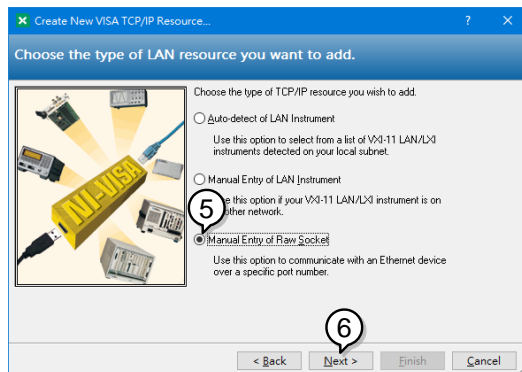 Create New VISA TCP/IP Resource...
?
Choose the type of LAN resource you want to add.
Choose the type of TCP/IP resource you wish to add.
Auto-detect of LAN Instrument
Use this option to select from a list of VXI-11 LAN/LXI
instruments detected on your local subnet.
Manual Entry of LAN Instrument
this option if your VXI-11 LAN/LXI instrument is on
network.
5
Manual Entry of Raw Socket
Use this option to communicate with an Ethernet device
over a specific port number.
NI-VISA
6
< Back
Next >
Finish
Cancel